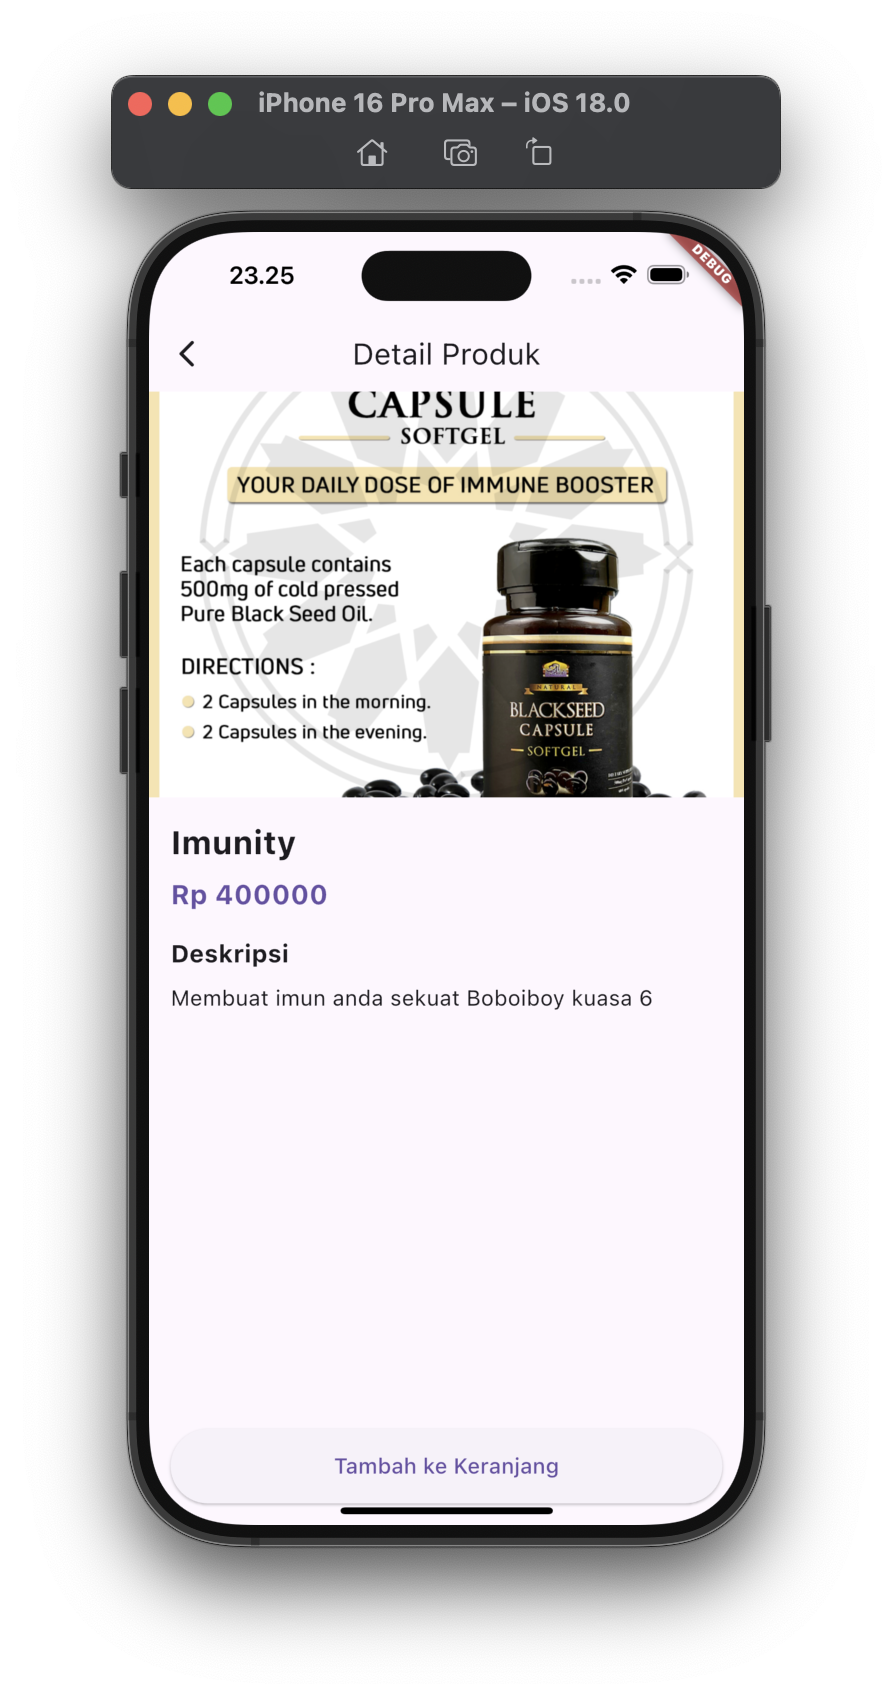 iPhone 16 Pro Max – iOS 18.0
23.25
DEBUG
Detail Produk
CAPSULE
SOFTGEL
YOUR DAILY DOSE OF IMMUNE BOOSTER
Each capsule contains
500mg of cold pressed
Pure Black Seed Oil.
DIRECTIONS :
2 Capsules in the morning.
2 Capsules in the evening.
NATURAL
BLACKSEED
CAPSULE
SOFTGEL
Imunity
Rp 400000
Deskripsi
Membuat imun anda sekuat Boboiboy kuasa 6
Tambah ke Keranjang